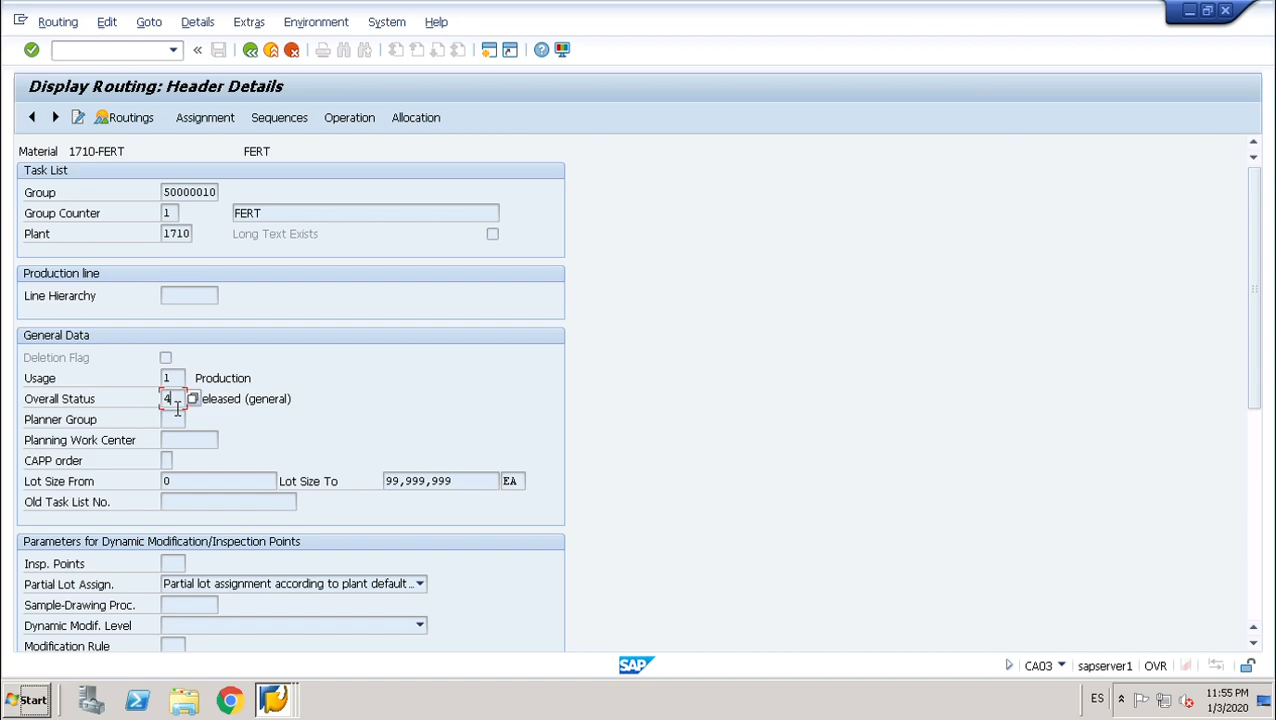 Routing Edit Goto Details Extras Environment System Help
Display Routing: Header Details
Routings Assignment Sequences Operation Allocation
Material 1710-FERT FERT
Task List
Group 50000010
Group Counter 1 FERT
Plant 1710 Long Text Exists
Production line
Line Hierarchy
General Data
Deletion Flag
Usage 1 Production
Overall Status 4 eleased (general)
Planner Group
Planning Work Center
CAPP order
Lot Size From 0 Lot Size To 99,999,999 EA
Old Task List No.
Parameters for Dynamic Modification/Inspection Points
Insp. Points
Partial Lot Assign. Partial lot assignment according to plant default ...
Sample-Drawing Proc.
Dynamic Modif. Level
Modification Rule
SAP CA03 sapserver1 OVR
Start ES 11:55 PM
1/3/2020